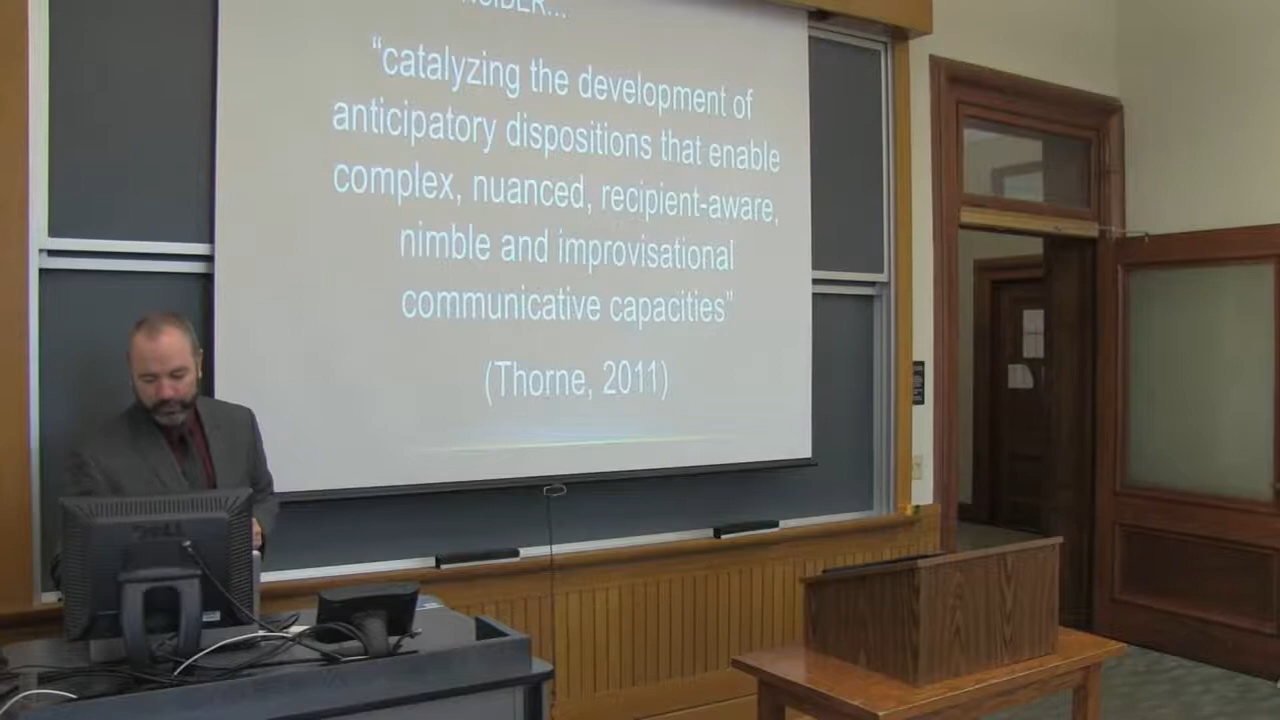 “catalyzing the development of
anticipatory dispositions that enable
complex, nuanced, recipient-aware,
nimble and improvisational
communicative capacities”
(Thorne, 2011)
DELL